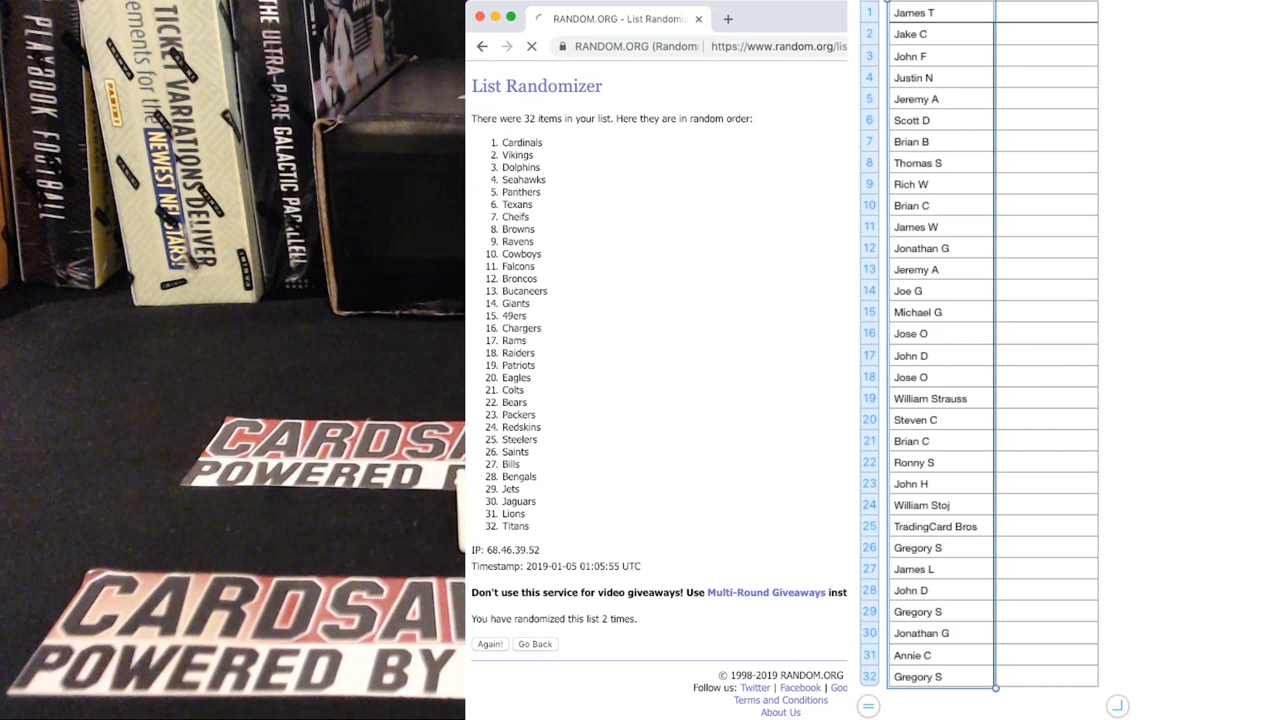 PLAYBOOK FOOTBALL
TICKET VARIATIONS DELIVER
ements for the NEWEST NFL STARS!
PANINI
PANINI
THE ULTRA-RARE GALACTIC PARALLEL!
CARDSA
POWERED
CARDSA
POWERED BY
RANDOM.ORG - List Randomi
RANDOM.ORG (Random
https://www.random.org/lis
List Randomizer
There were 32 items in your list. Here they are in random order:
1. Cardinals
2. Vikings
3. Dolphins
4. Seahawks
5. Panthers
6. Texans
7. Cheifs
8. Browns
9. Ravens
10. Cowboys
11. Falcons
12. Broncos
13. Bucaneers
14. Giants
15. 49ers
16. Chargers
17. Rams
18. Raiders
19. Patriots
20. Eagles
21. Colts
22. Bears
23. Packers
24. Redskins
25. Steelers
26. Saints
27. Bills
28. Bengals
29. Jets
30. Jaguars
31. Lions
32. Titans
IP: 68.46.39.52
Timestamp: 2019-01-05 01:05:55 UTC
Don't use this service for video giveaways! Use Multi-Round Giveaways inst
You have randomized this list 2 times.
Again! Go Back
© 1998-2019 RANDOM.ORG
Follow us: Twitter | Facebook | Goo
Terms and Conditions
About Us
1 James T
2 Jake C
3 John F
4 Justin N
5 Jeremy A
6 Scott D
7 Brian B
8 Thomas S
9 Rich W
10 Brian C
11 James W
12 Jonathan G
13 Jeremy A
14 Joe G
15 Michael G
16 Jose O
17 John D
18 Jose O
19 William Strauss
20 Steven C
21 Brian C
22 Ronny S
23 John H
24 William Stoj
25 TradingCard Bros
26 Gregory S
27 James L
28 John D
29 Gregory S
30 Jonathan G
31 Annie C
32 Gregory S